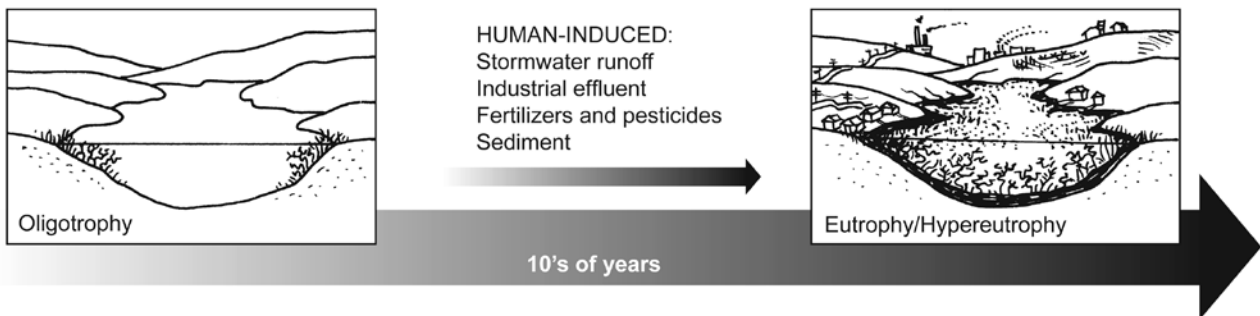 HUMAN-INDUCED:
Stormwater runoff
Industrial effluent
Fertilizers and pesticides
Sediment
Oligotrophy
Eutrophy/Hypereutrophy
10's of years